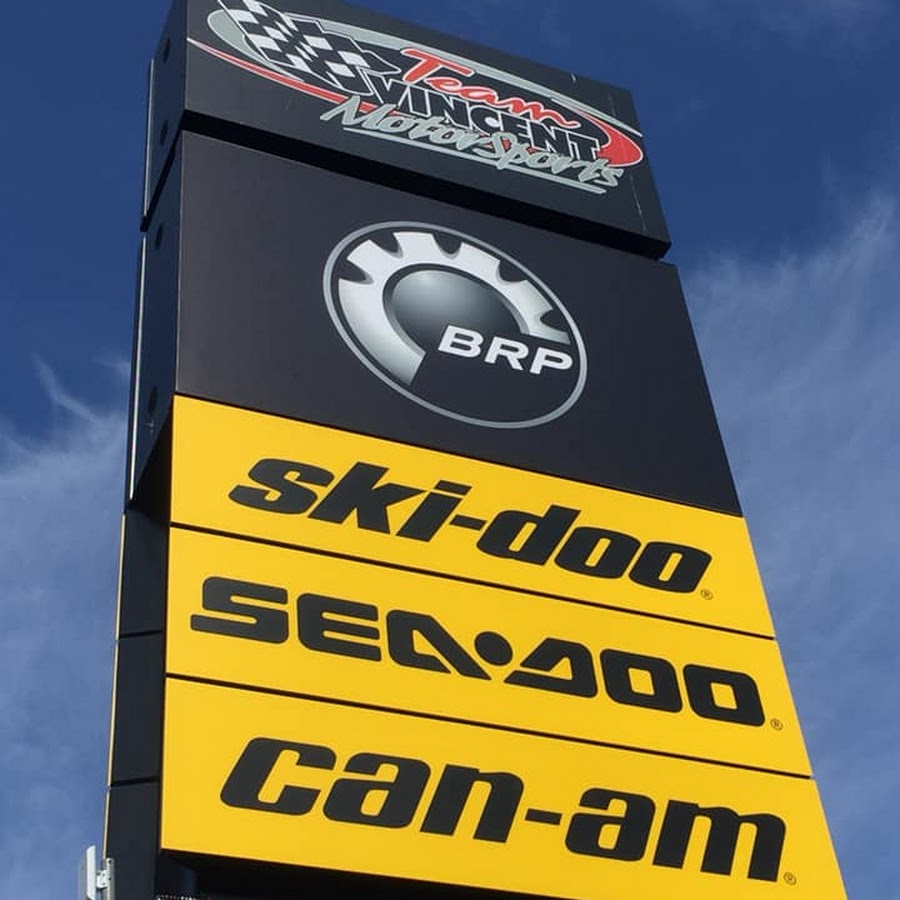 Team
VINCENT
Motorsports
BRP
ski-doo®
SEA•DOO®
can-am®